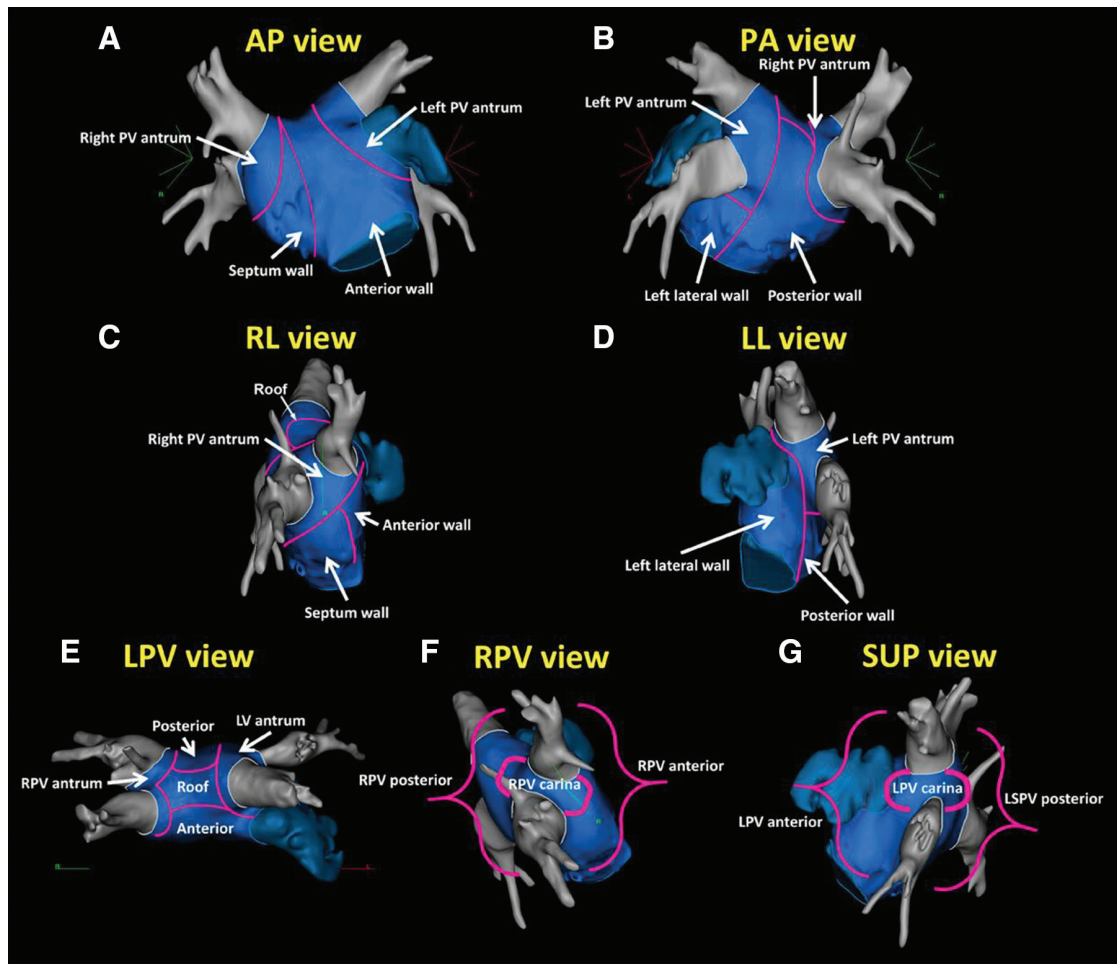 A
AP view
Right PV antrum
Left PV antrum
Septum wall
Anterior wall
B
PA view
Right PV antrum
Left PV antrum
Left lateral wall
Posterior wall
C
RL view
Roof
Right PV antrum
Anterior wall
Septum wall
D
LL view
Left PV antrum
Left lateral wall
Posterior wall
E
LPV view
Posterior
LV antrum
RPV antrum
Roof
Anterior
F
RPV view
RPV posterior
RPV carina
RPV anterior
G
SUP view
LPV carina
LPV anterior
LSPV posterior